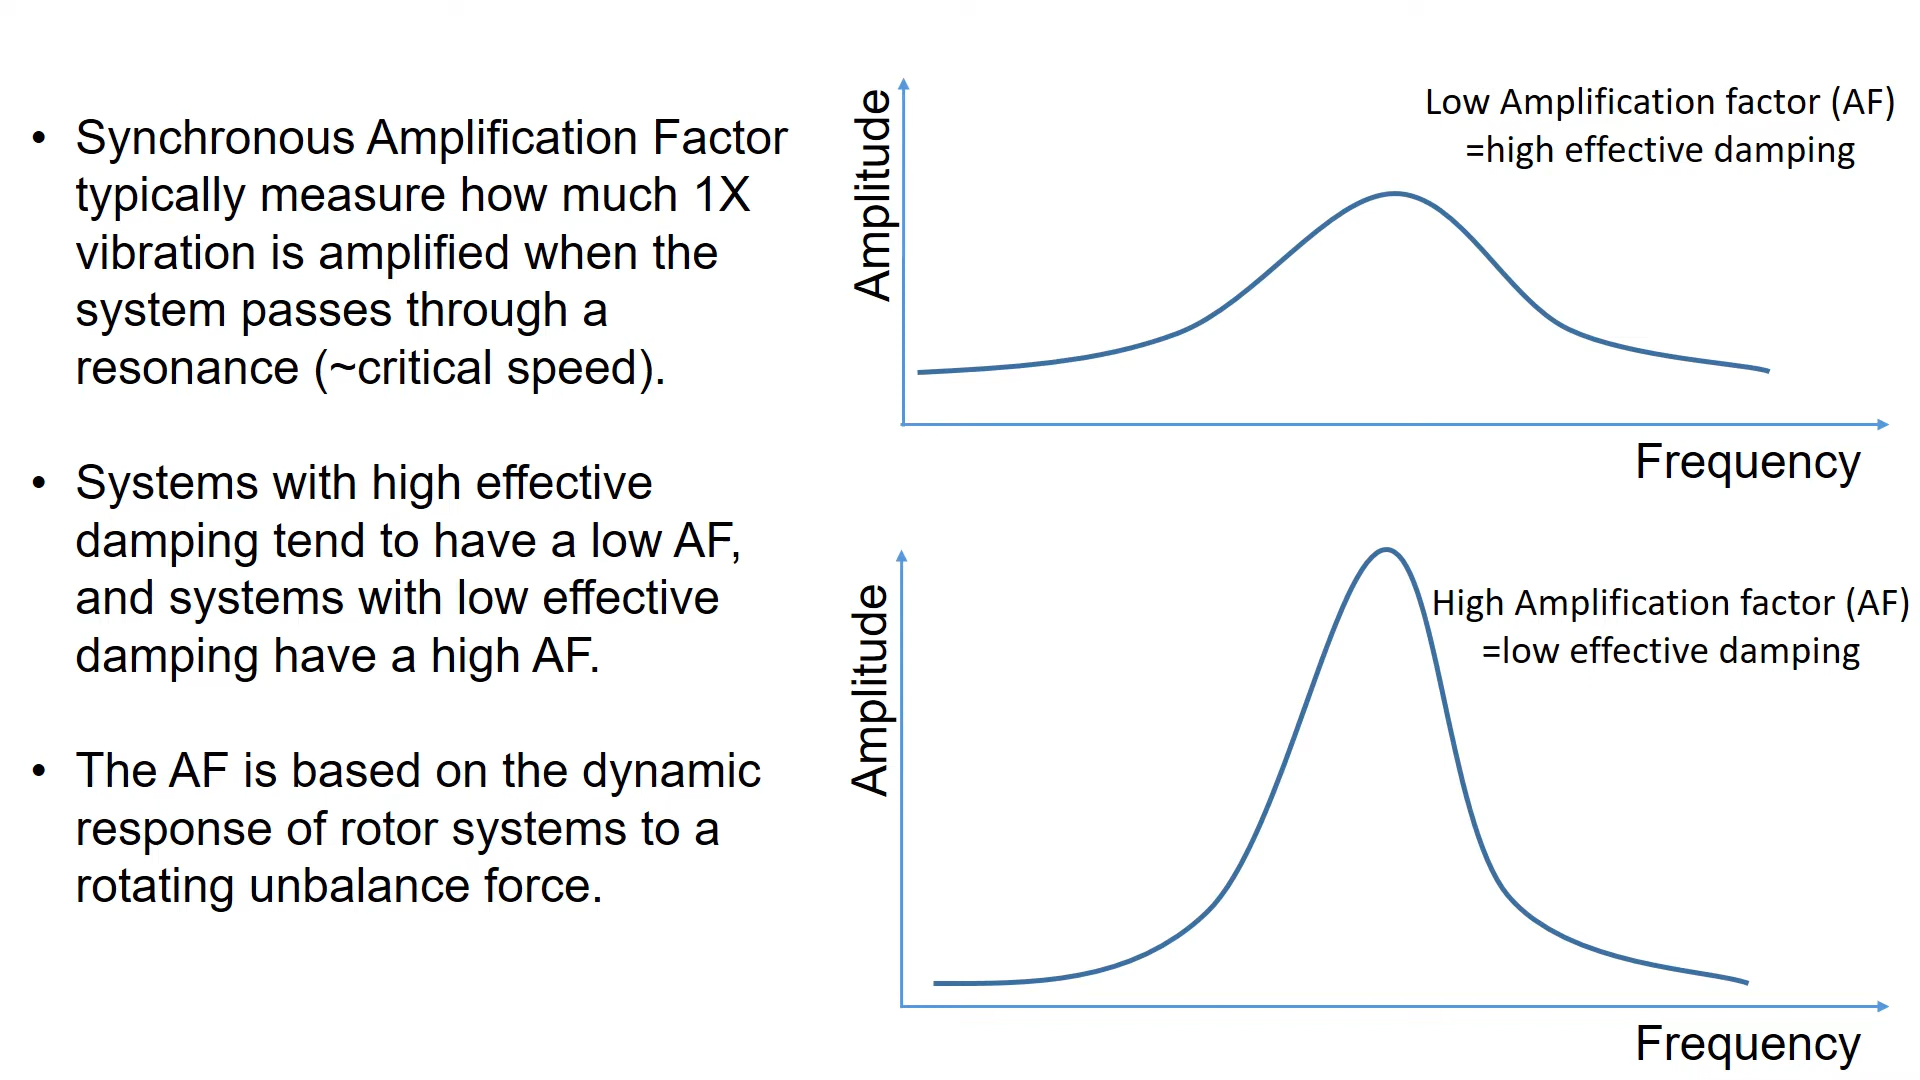 • Synchronous Amplification Factor
typically measure how much 1X
vibration is amplified when the
system passes through a
resonance (~critical speed).
• Systems with high effective
damping tend to have a low AF,
and systems with low effective
damping have a high AF.
• The AF is based on the dynamic
response of rotor systems to a
rotating unbalance force.
Amplitude
Low Amplification factor (AF)
=high effective damping
Frequency
Amplitude
High Amplification factor (AF)
=low effective damping
Frequency